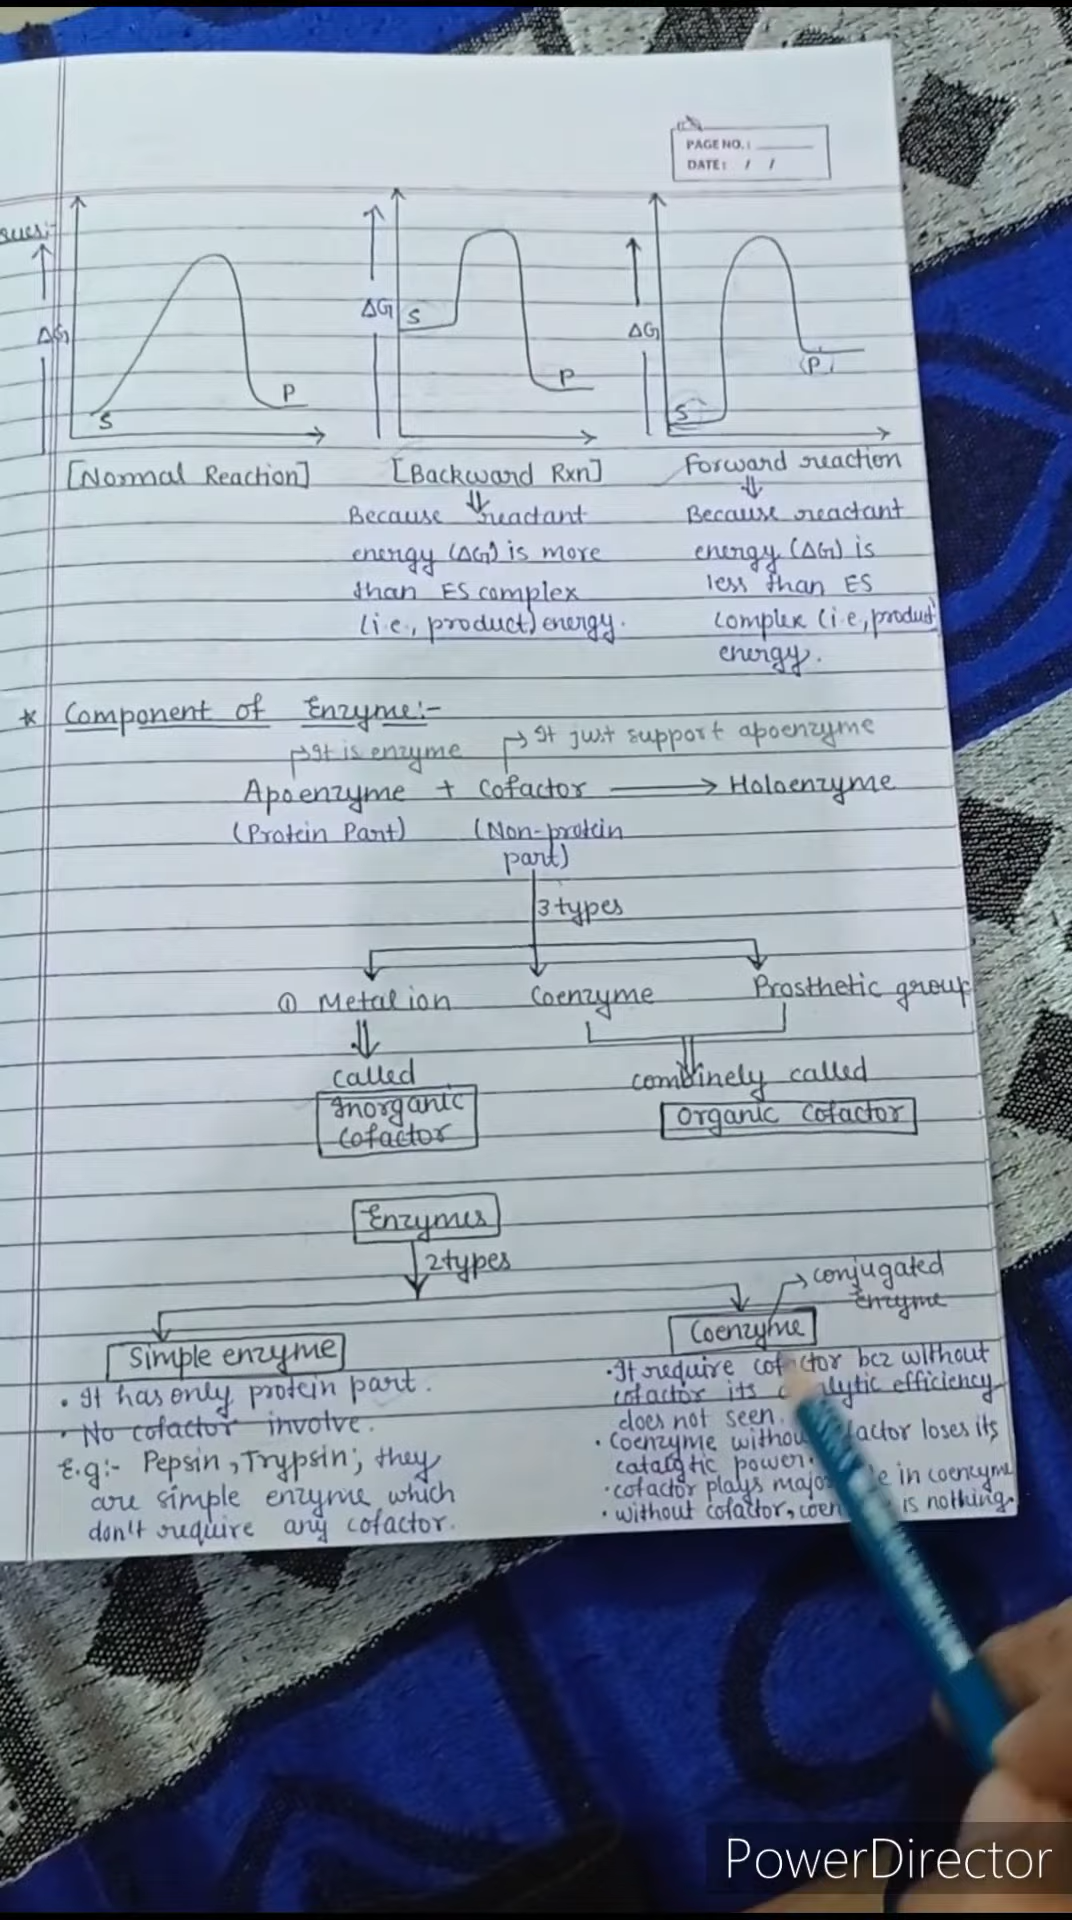 PAGE NO. :
DATE: / /
ΔG
S
P
ΔG
S
P
ΔG
S
P
[Normal Reaction]
[Backward Rxn]
Forward reaction
Because reactant
energy (ΔG) is more
than ES complex
(i.e., product) energy.
Because reactant
energy (ΔG) is
less than ES
complex (i.e, product
energy.
* Component of Enzyme:-
It is enzyme
It just support apoenzyme
Apoenzyme + Cofactor → Holoenzyme
(Protein Part) (Non-protein
part)
3 types
① Metal ion Coenzyme Prosthetic group
called
Inorganic
cofactor
combinely called
Organic cofactor
Enzymes
2 types
conjugated
Enzyme
Simple enzyme
• It has only protein part.
• No cofactor involve.
E.g:- Pepsin, Trypsin; they
are simple enzyme which
don't require any cofactor.
Coenzyme
• It require cofactor bcz without
cofactor its efficiency
does not seen.
• Coenzyme loses its
catalytic power.
• cofactor plays in coenzyme
• without cofactor, is nothing.
PowerDirector